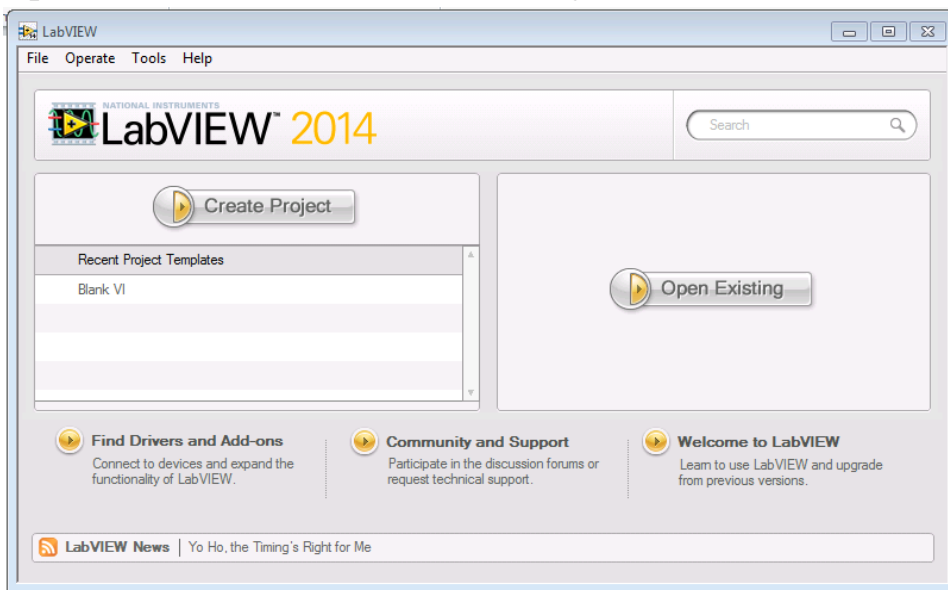 LabVIEW
File Operate Tools Help
NATIONAL INSTRUMENTS
LabVIEW™ 2014
Search
Create Project
Recent Project Templates
Blank VI
Open Existing
Find Drivers and Add-ons
Connect to devices and expand the
functionality of LabVIEW.
Community and Support
Participate in the discussion forums or
request technical support.
Welcome to LabVIEW
Learn to use LabVIEW and upgrade
from previous versions.
LabVIEW News | Yo Ho, the Timing's Right for Me